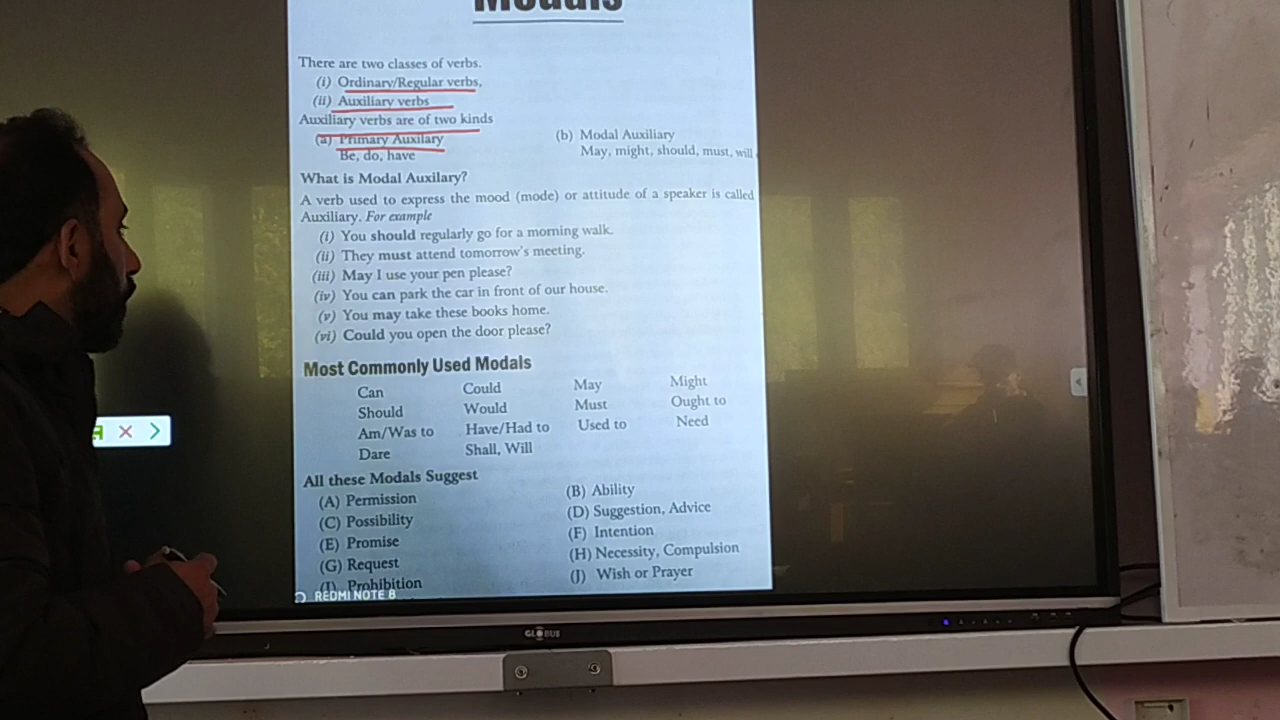 Modals
There are two classes of verbs.
(i) Ordinary/Regular verbs,
(ii) Auxiliary verbs
Auxiliary verbs are of two kinds
(a) Primary Auxilary (b) Modal Auxiliary
Be, do, have May, might, should, must, will
What is Modal Auxilary?
A verb used to express the mood (mode) or attitude of a speaker is called
Auxiliary. For example
(i) You should regularly go for a morning walk.
(ii) They must attend tomorrow's meeting.
(iii) May I use your pen please?
(iv) You can park the car in front of our house.
(v) You may take these books home.
(vi) Could you open the door please?
Most Commonly Used Modals
Can Could May Might
Should Would Must Ought to
Am/Was to Have/Had to Used to Need
Dare Shall, Will
All these Modals Suggest
(A) Permission (B) Ability
(C) Possibility (D) Suggestion, Advice
(E) Promise (F) Intention
(G) Request (H) Necessity, Compulsion
(I) Prohibition (J) Wish or Prayer
REDMI NOTE 8
GLOBUS